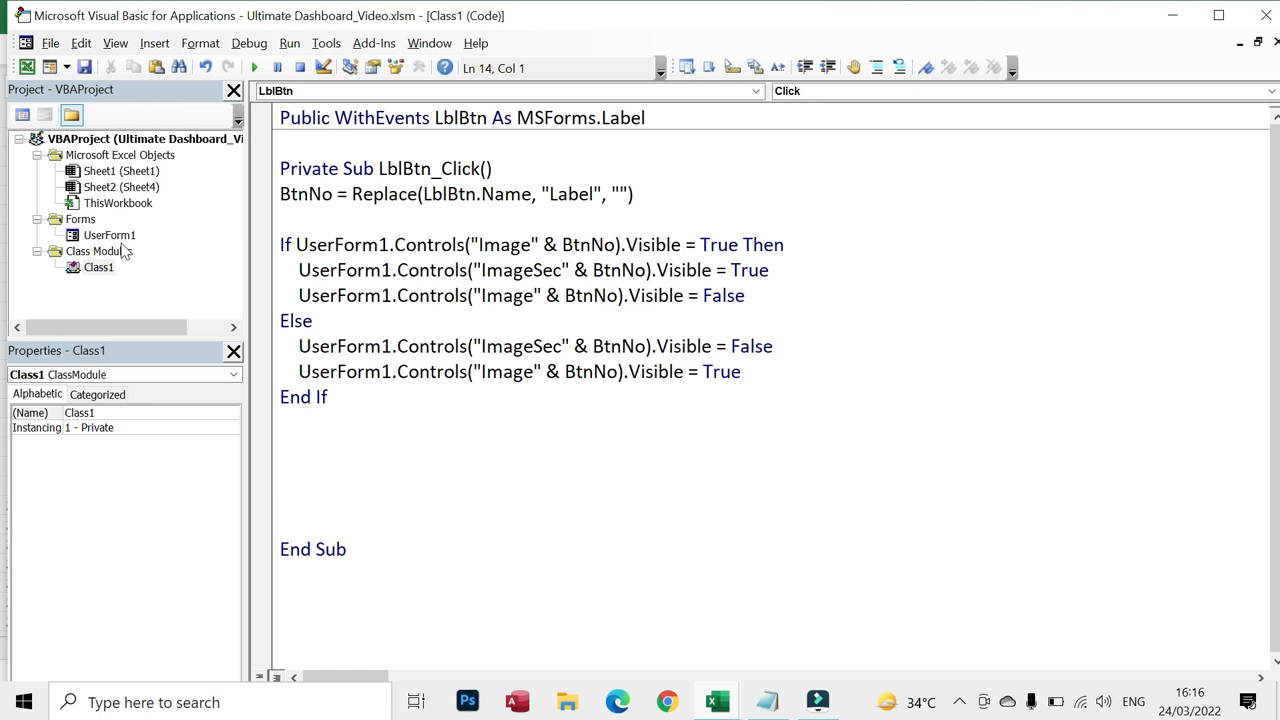 Microsoft Visual Basic for Applications - Ultimate Dashboard_Video.xlsm - [Class1 (Code)]
File Edit View Insert Format Debug Run Tools Add-Ins Window Help
Ln 14, Col 1
Project - VBAProject
LblBtn
Click
VBAProject (Ultimate Dashboard_Vi
Microsoft Excel Objects
Sheet1 (Sheet1)
Sheet2 (Sheet4)
ThisWorkbook
Forms
UserForm1
Class Modules
Class1
Properties - Class1
Class1 ClassModule
Alphabetic Categorized
(Name) Class1
Instancing 1 - Private
Public WithEvents LblBtn As MSForms.Label
Private Sub LblBtn_Click()
BtnNo = Replace(LblBtn.Name, "Label", "")
If UserForm1.Controls("Image" & BtnNo).Visible = True Then
UserForm1.Controls("ImageSec" & BtnNo).Visible = True
UserForm1.Controls("Image" & BtnNo).Visible = False
Else
UserForm1.Controls("ImageSec" & BtnNo).Visible = False
UserForm1.Controls("Image" & BtnNo).Visible = True
End If
End Sub
Type here to search
Ps
34°C
ENG
16:16
24/03/2022